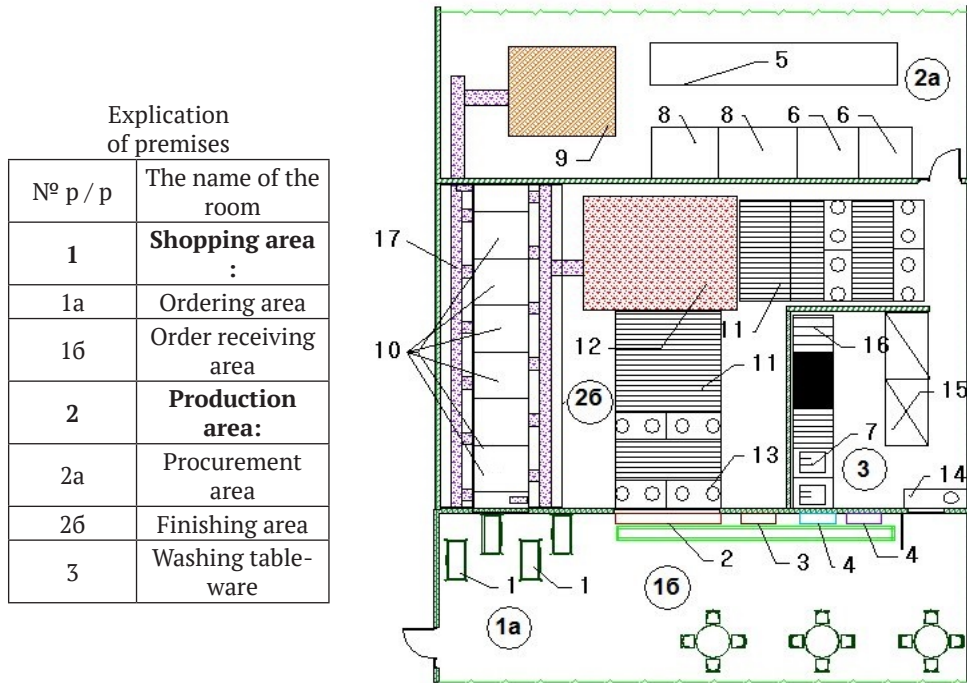 Explication
of premises
№ p / p
The name of the
room
1
Shopping area
:
1a
Ordering area
1б
Order receiving
area
2
Production
area:
2a
Procurement
area
2б
Finishing area
3
Washing table-
ware
5
2a
8 8 6 6
9
17
10
12
11
11
16
15
2б
13
7
3
14
1 1
2
3
4
4
1б
1a